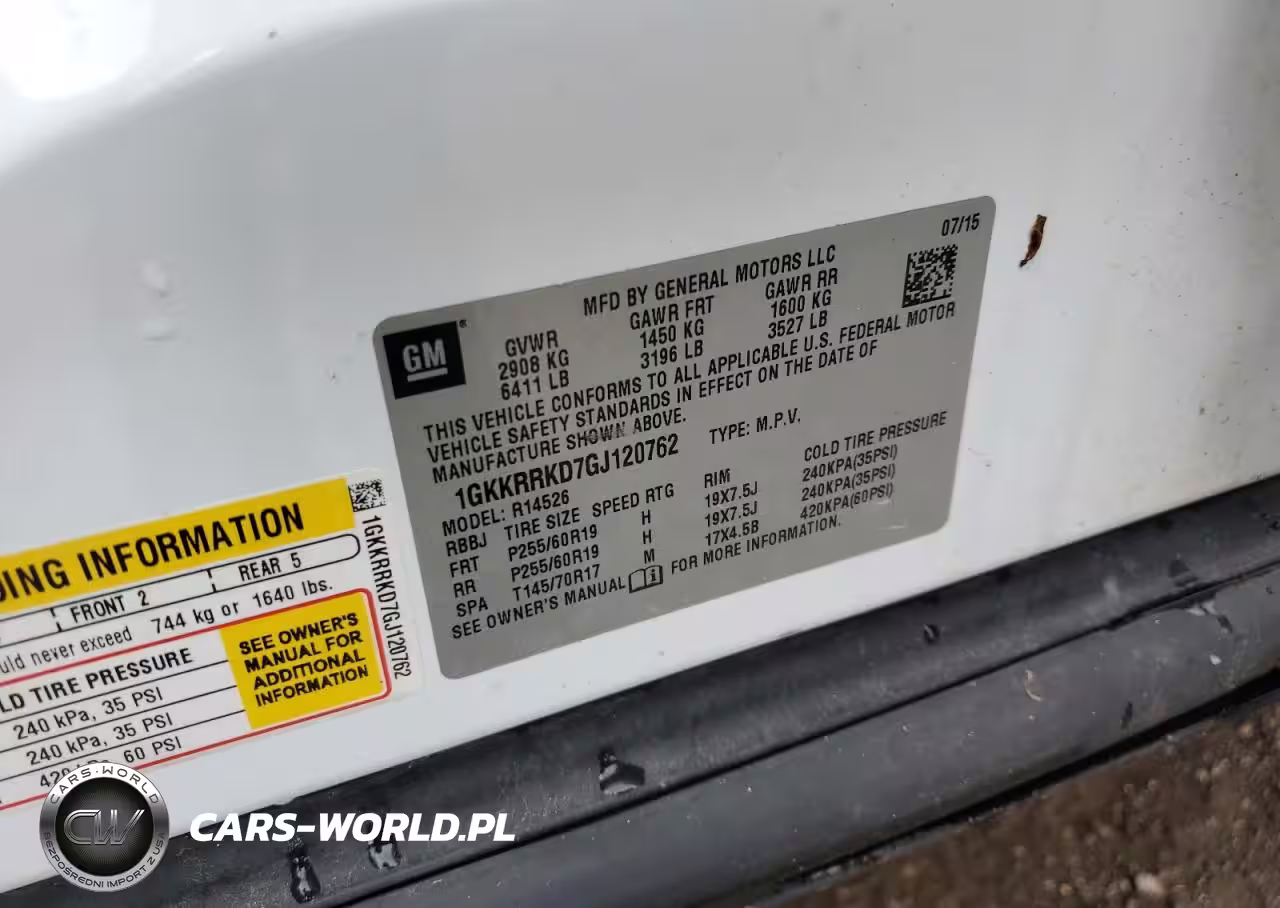 07/15
MFD BY GENERAL MOTORS LLC
GM®
GVWR GAWR FRT GAWR RR
2908 KG 1450 KG 1600 KG
6411 LB 3196 LB 3527 LB
THIS VEHICLE CONFORMS TO ALL APPLICABLE U.S. FEDERAL MOTOR
VEHICLE SAFETY STANDARDS IN EFFECT ON THE DATE OF
MANUFACTURE SHOWN ABOVE.
1GKKRRKD7GJ120762 TYPE: M.P.V.
MODEL: R14526
RBBJ TIRE SIZE SPEED RTG RIM COLD TIRE PRESSURE
FRT P255/60R19 H 19X7.5J 240KPA(35PSI)
RR P255/60R19 H 19X7.5J 240KPA(35PSI)
SPA T145/70R17 M 17X4.5B 420KPA(60PSI)
SEE OWNER'S MANUAL FOR MORE INFORMATION.
DING INFORMATION
FRONT 2 REAR 5
uld never exceed 744 kg or 1640 lbs.
LD TIRE PRESSURE
240 kPa, 35 PSI
240 kPa, 35 PSI
60 PSI
SEE OWNER'S
MANUAL FOR
ADDITIONAL
INFORMATION
1GKKRRKD7GJ120762
CARS-WORLD
CW
BEZPOŚREDNI IMPORT Z USA
CARS-WORLD.PL